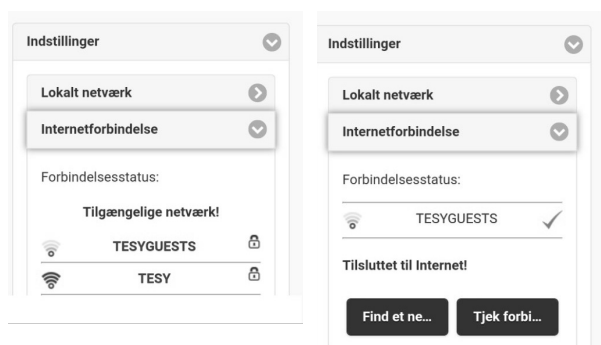 Indstillinger
Lokalt netværk
Internetforbindelse
Forbindelsesstatus:
Tilgængelige netværk!
TESYGUESTS
TESY
Indstillinger
Lokalt netværk
Internetforbindelse
Forbindelsesstatus:
TESYGUESTS
Tilsluttet til Internet!
Find et ne...
Tjek forbi...